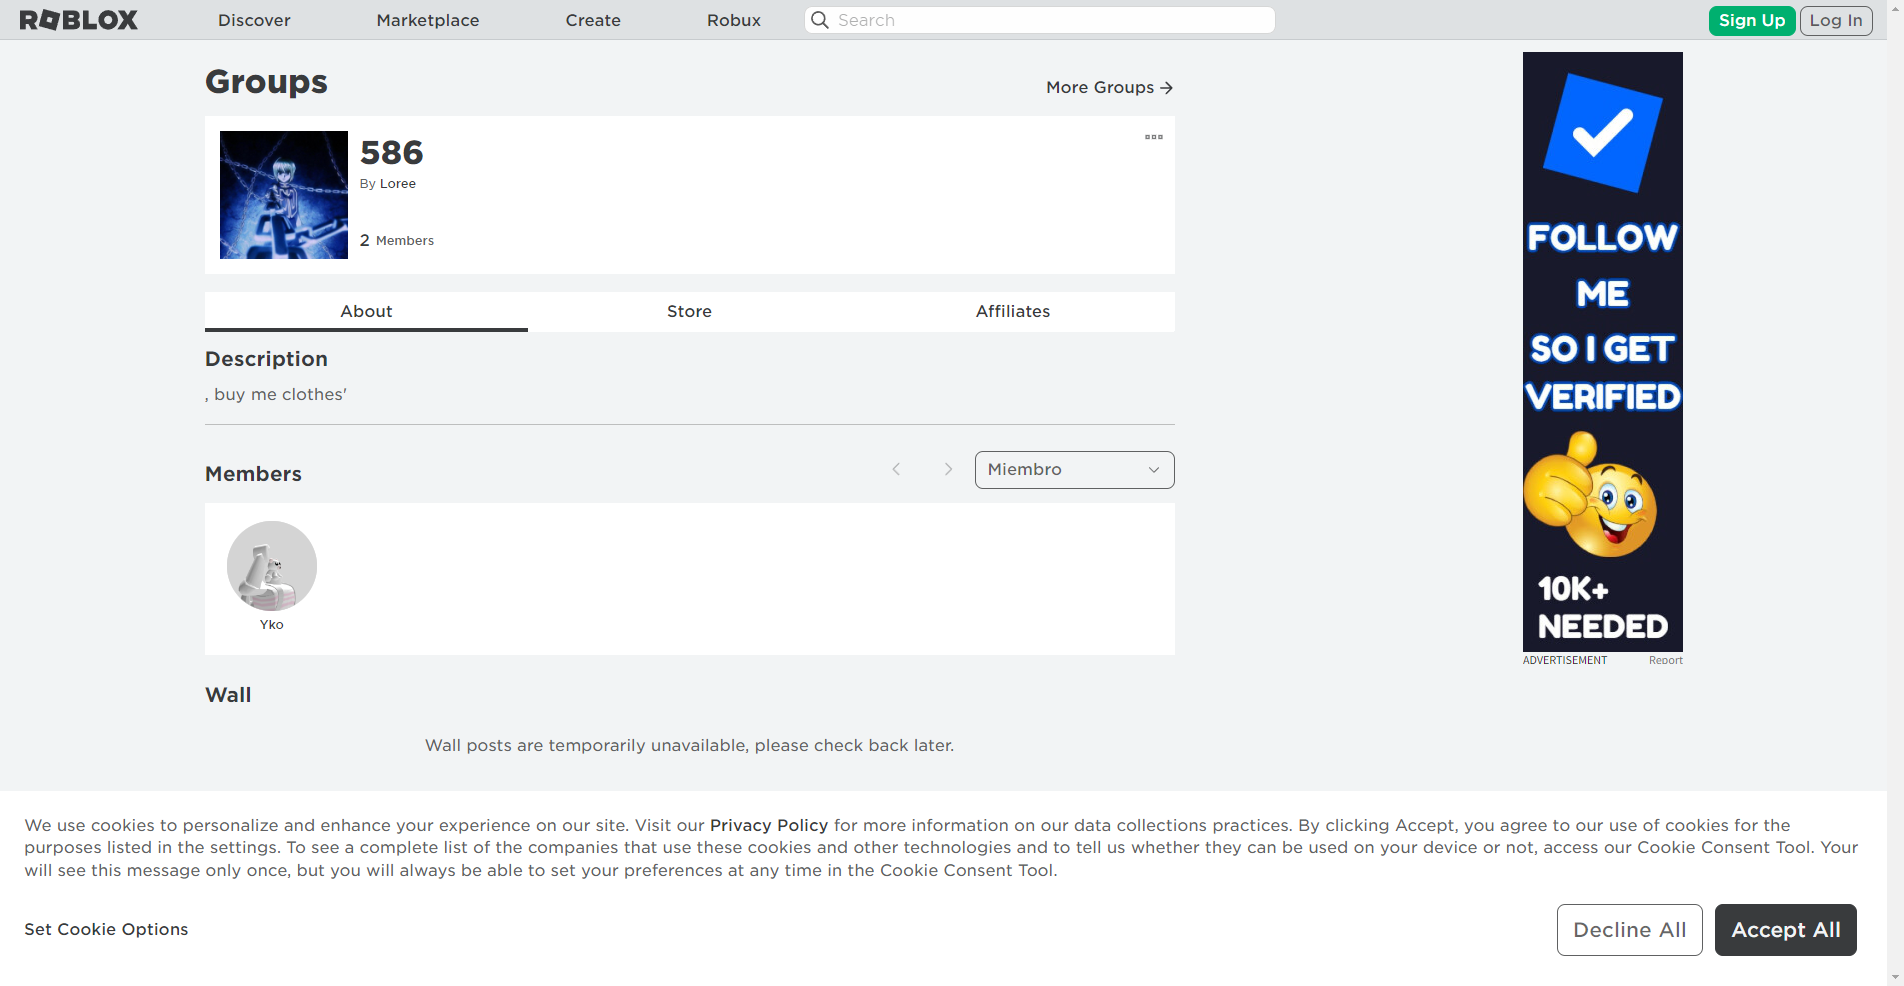 ROBLOX
Discover
Marketplace
Create
Robux
Search
Sign Up
Log In
Groups
More Groups
586
By Loree
2 Members
About
Store
Affiliates
Description
, buy me clothes'
Members
Miembro
Yko
Wall
Wall posts are temporarily unavailable, please check back later.
FOLLOW
ME
SO I GET
VERIFIED
10K+
NEEDED
ADVERTISEMENT
Report
We use cookies to personalize and enhance your experience on our site. Visit our Privacy Policy for more information on our data collections practices. By clicking Accept, you agree to our use of cookies for the
purposes listed in the settings. To see a complete list of the companies that use these cookies and other technologies and to tell us whether they can be used on your device or not, access our Cookie Consent Tool. Your
will see this message only once, but you will always be able to set your preferences at any time in the Cookie Consent Tool.
Set Cookie Options
Decline All
Accept All